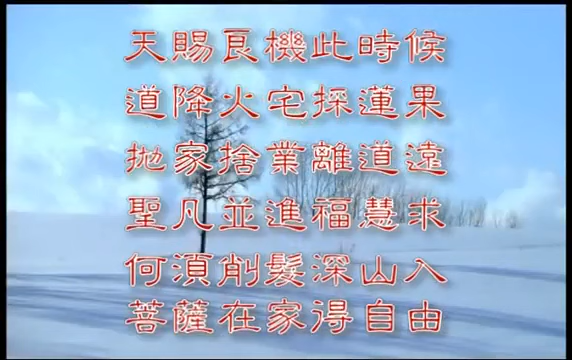 天賜良機此時候
道降火宅採蓮果
拋家捨業離道遠
聖凡並進福慧求
何須削髮深山入
菩薩在家得自由